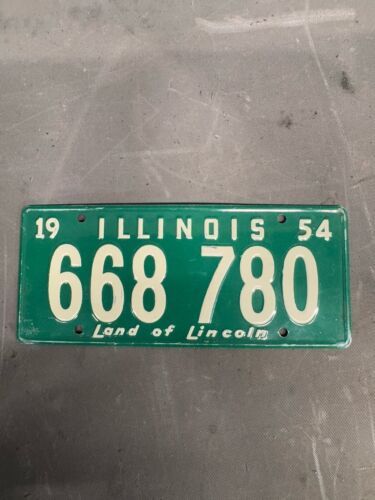 19 ILLINOIS 54
668 780
Land of Lincoln